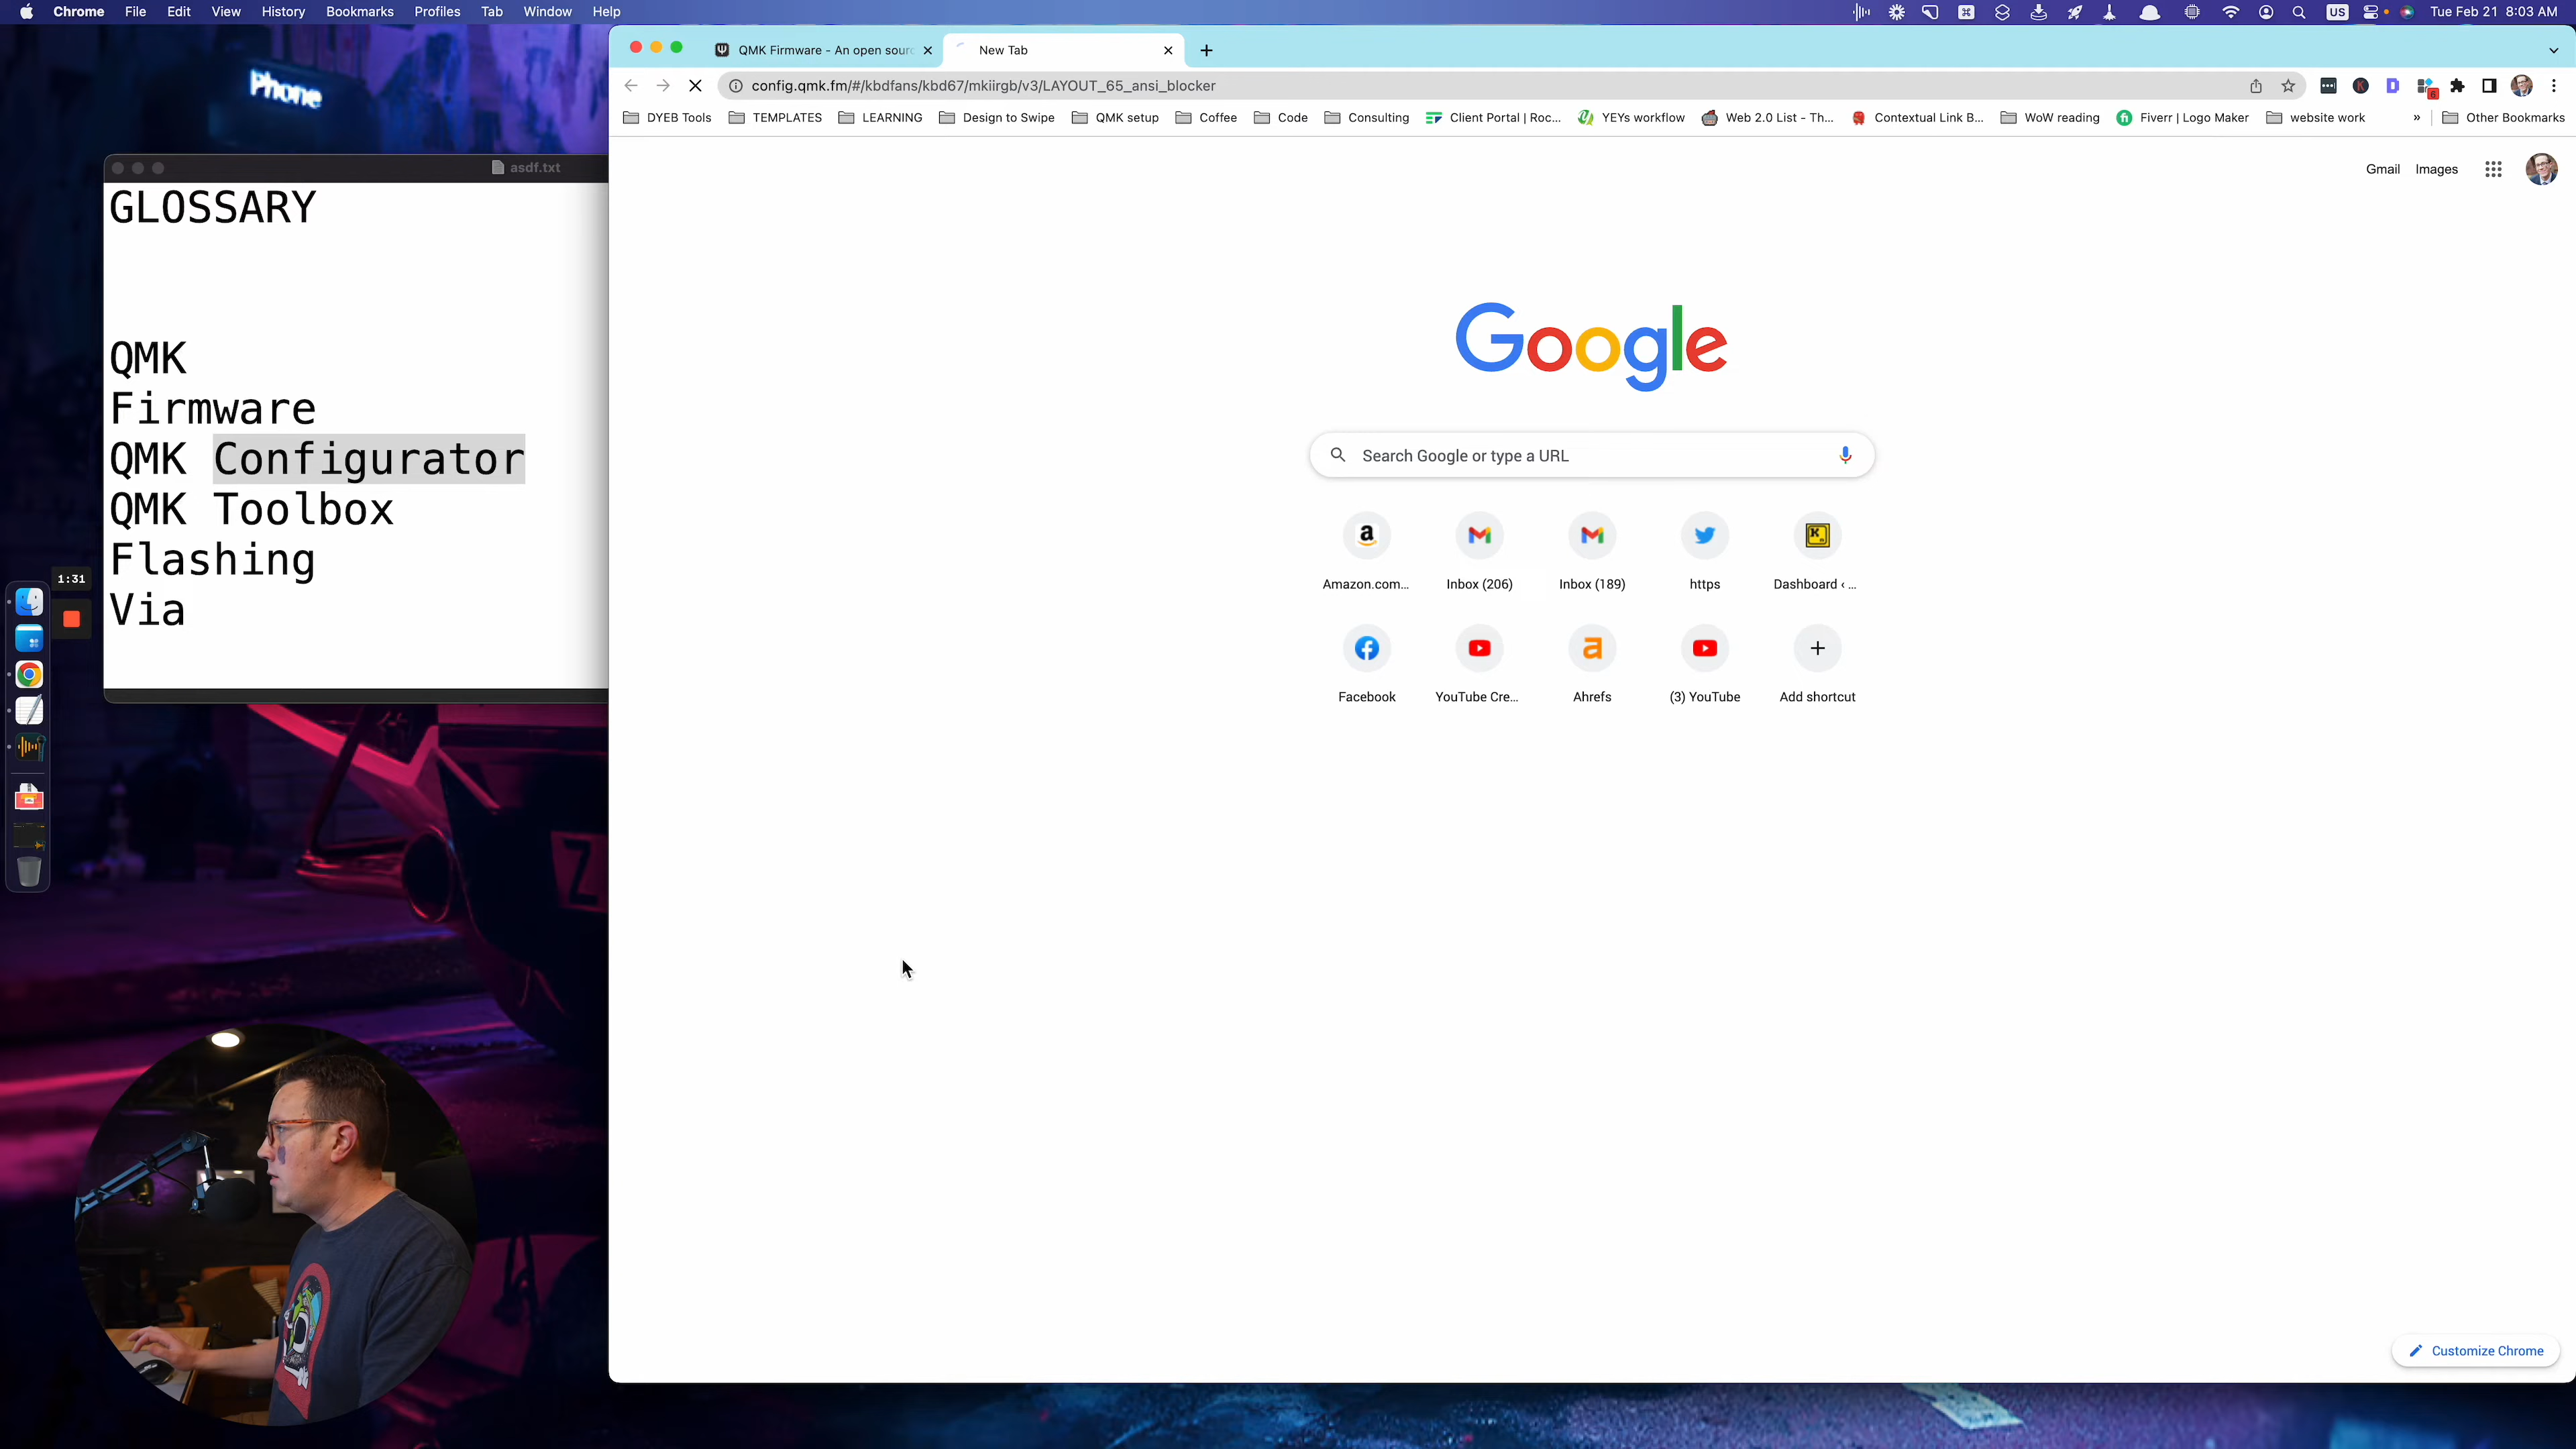 Chrome File Edit View History Bookmarks Profiles Tab Window Help
US Tue Feb 21 8:03 AM
Phone
asdf.txt
GLOSSARY
QMK
Firmware
QMK Configurator
QMK Toolbox
Flashing
Via
1:31
QMK Firmware - An open sour
New Tab
config.qmk.fm/#/kbdfans/kbd67/mkiirgb/v3/LAYOUT_65_ansi_blocker
6
DYEB Tools TEMPLATES LEARNING Design to Swipe QMK setup Coffee Code Consulting Client Portal | Roc... YEYs workflow Web 2.0 List - Th... Contextual Link B... WoW reading Fiverr | Logo Maker website work » Other Bookmarks
Gmail Images
Google
Search Google or type a URL
Amazon.com... Inbox (206) Inbox (189) https Dashboard ‹ ...
Facebook YouTube Cre... Ahrefs (3) YouTube Add shortcut
Customize Chrome
Z